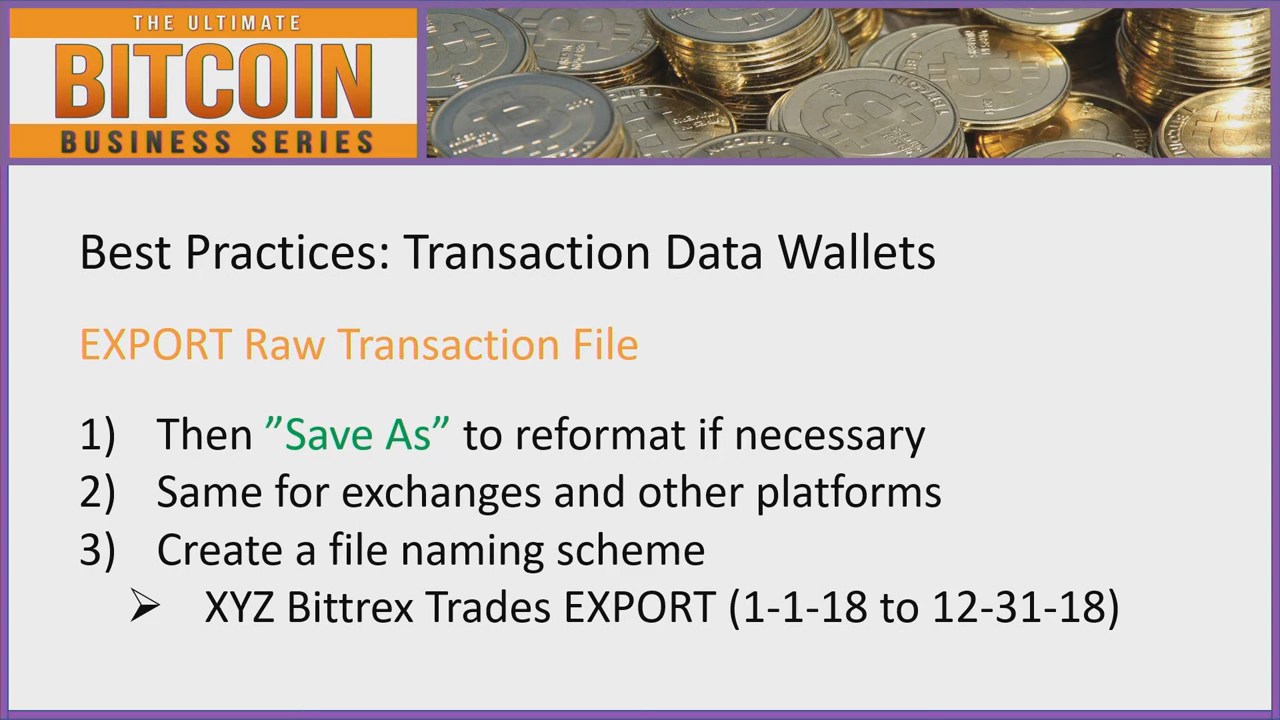 THE ULTIMATE
BITCOIN
BUSINESS SERIES
Best Practices: Transaction Data Wallets
EXPORT Raw Transaction File
1) Then ”Save As” to reformat if necessary
2) Same for exchanges and other platforms
3) Create a file naming scheme
➢ XYZ Bittrex Trades EXPORT (1-1-18 to 12-31-18)